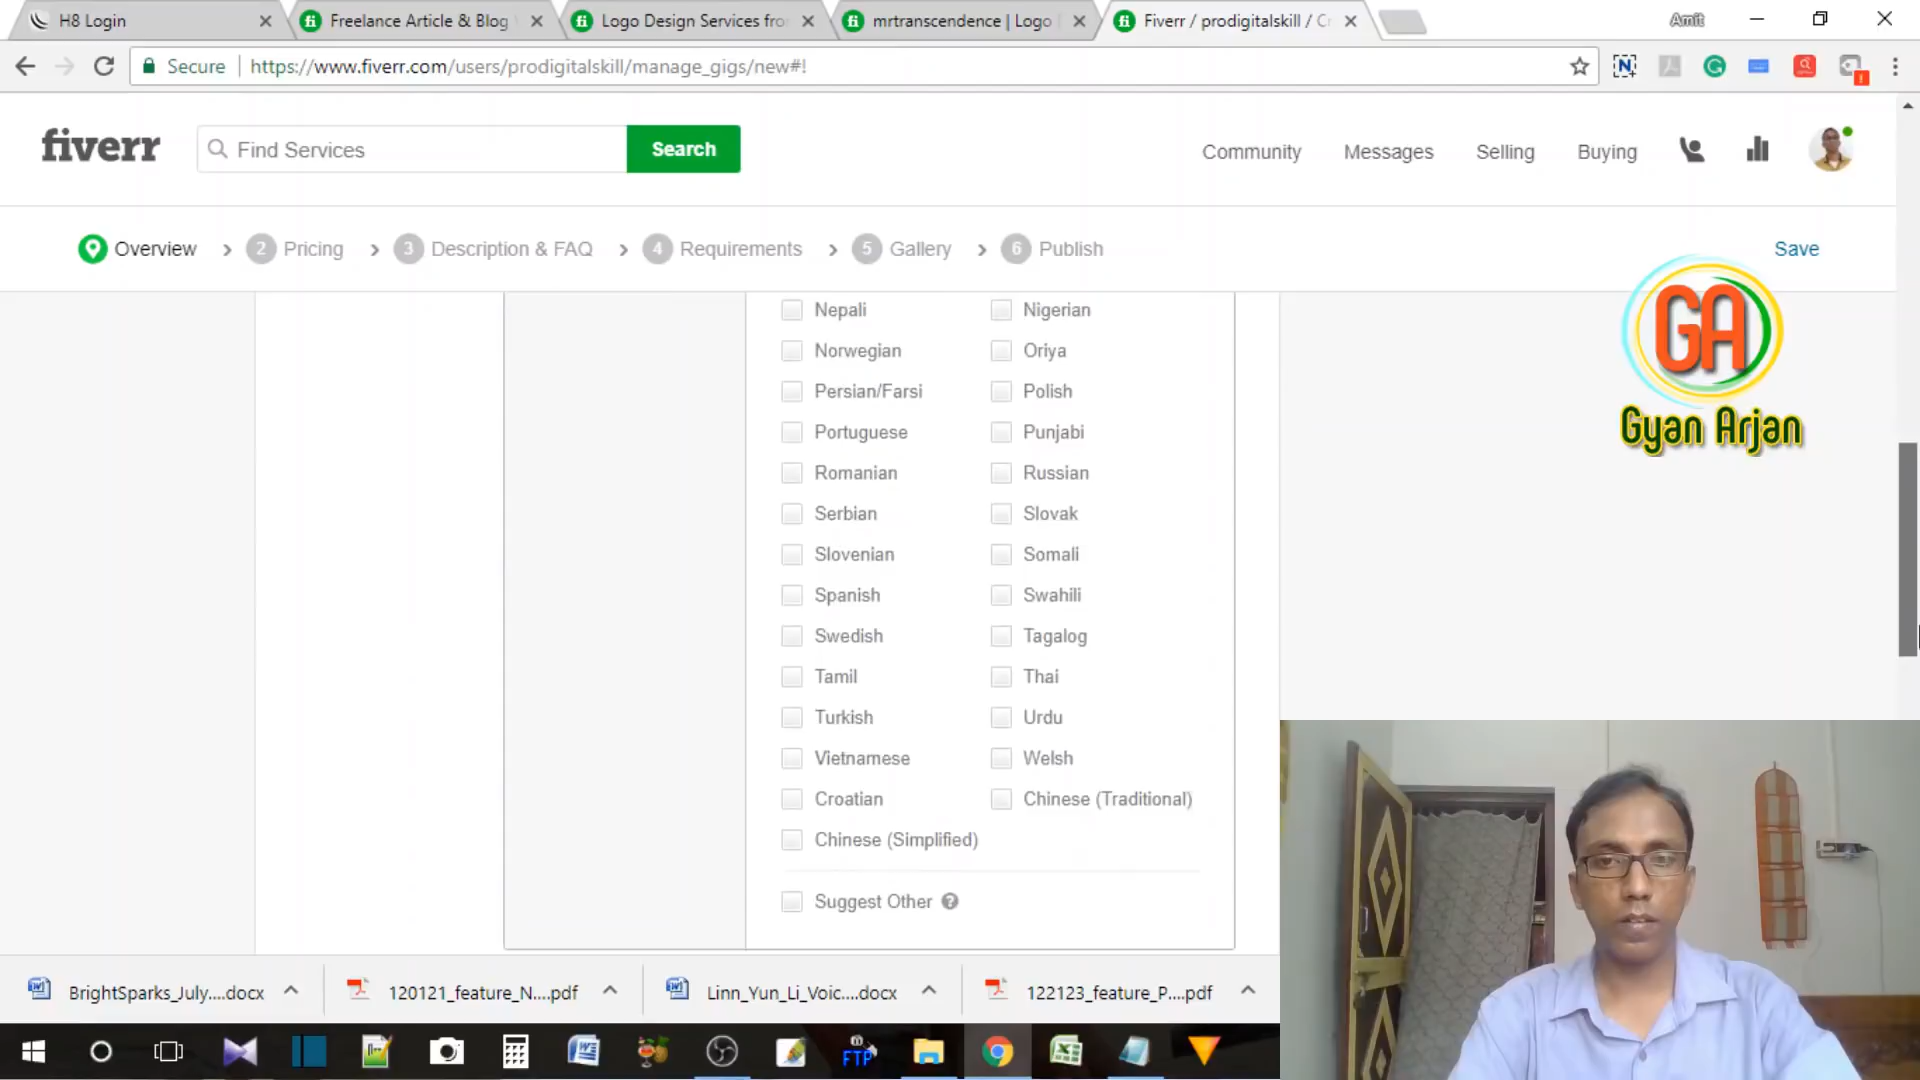 H8 Login
Freelance Article & Blog
Logo Design Services fro
mrtranscendence | Logo
Fiverr / prodigitalskill / Cr
Amit
Secure
https://www.fiverr.com/users/prodigitalskill/manage_gigs/new#!
fiverr
Find Services
Search
Community
Messages
Selling
Buying
Overview
2 Pricing
3 Description & FAQ
4 Requirements
5 Gallery
6 Publish
Save
GA
Gyan Arjan
Nepali
Nigerian
Norwegian
Oriya
Persian/Farsi
Polish
Portuguese
Punjabi
Romanian
Russian
Serbian
Slovak
Slovenian
Somali
Spanish
Swahili
Swedish
Tagalog
Tamil
Thai
Turkish
Urdu
Vietnamese
Welsh
Croatian
Chinese (Traditional)
Chinese (Simplified)
Suggest Other ?
BrightSparks_July....docx
120121_feature_N....pdf
Linn_Yun_Li_Voic....docx
122123_feature_P....pdf
FTP